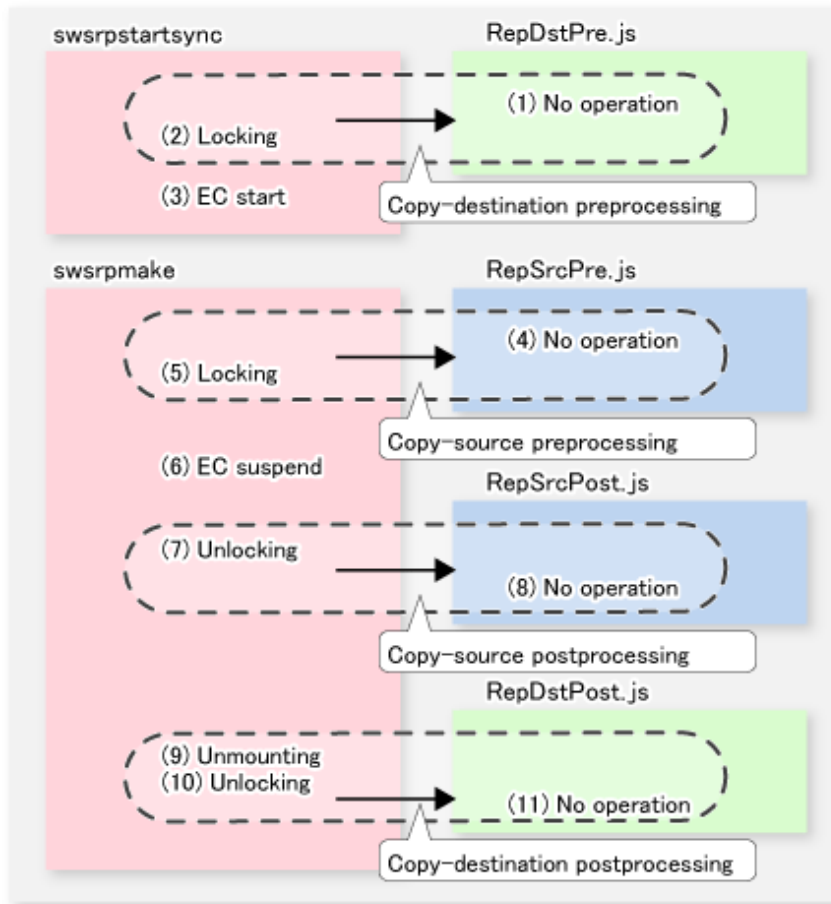 swsrpstartsync
RepDstPre.js
(1) No operation
(2) Locking
(3) EC start
Copy-destination preprocessing
swsrpmake
RepSrcPre.js
(4) No operation
(5) Locking
Copy-source preprocessing
(6) EC suspend
RepSrcPost.js
(7) Unlocking
(8) No operation
Copy-source postprocessing
RepDstPost.js
(9) Unmounting
(10) Unlocking
(11) No operation
Copy-destination postprocessing